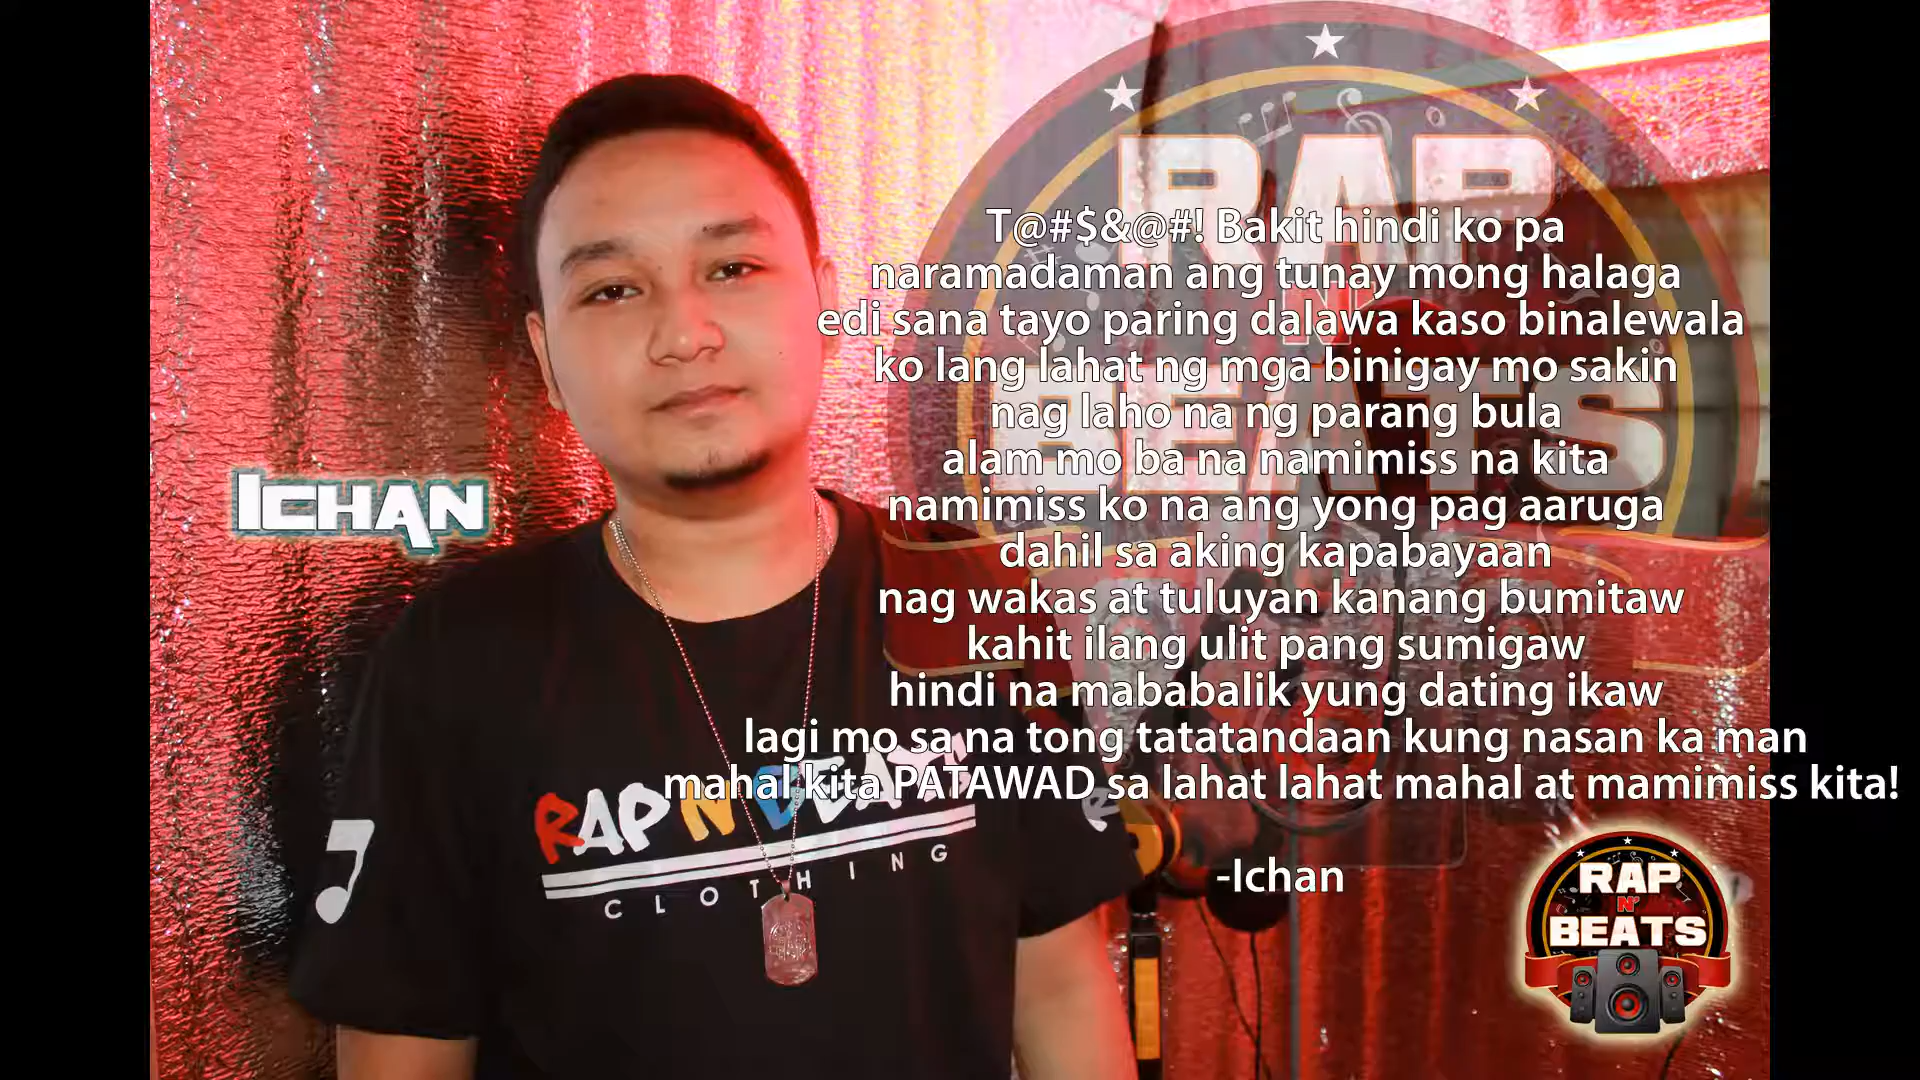 RAP
N'
BEATS
T@#$&@#! Bakit hindi ko pa
naramadaman ang tunay mong halaga
edi sana tayo paring dalawa kaso binalewala
ko lang lahat ng mga binigay mo sakin
nag laho na ng parang bula
alam mo ba na namimiss na kita
namimiss ko na ang yong pag aaruga
dahil sa aking kapabayaan
nag wakas at tuluyan kanang bumitaw
kahit ilang ulit pang sumigaw
hindi na mababalik yung dating ikaw
lagi mo sa na tong tatatandaan kung nasan ka man
mahal kita PATAWAD sa lahat lahat mahal at mamimiss kita!
-Ichan
ICHAN
RAP N BEATS
CLOTHING
RAP
N'
BEATS